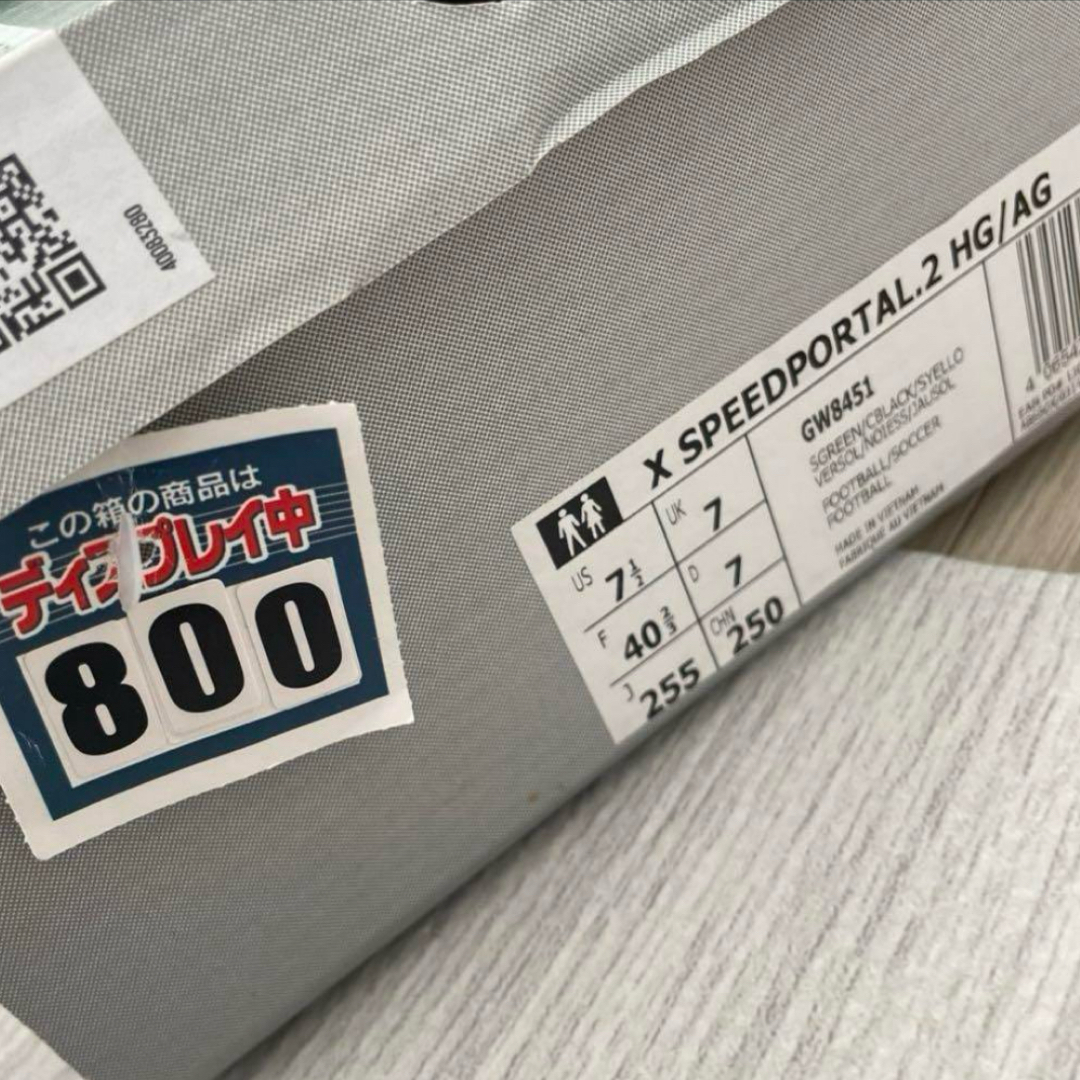 40083280
この箱の商品は
ディスプレイ中
800
X SPEEDPORTAL.2 HG/AG
US 7½
UK 7
F 40⅔
D 7
J 255
CHN 250
GW8451
SGREEN/CBLACK/SYELLO
VERSOL/NOIESS/JAUSOL
FOOTBALL/SOCCER
FOOTBALL
MADE IN VIETNAM
FABRIQUE AU VIETNAM